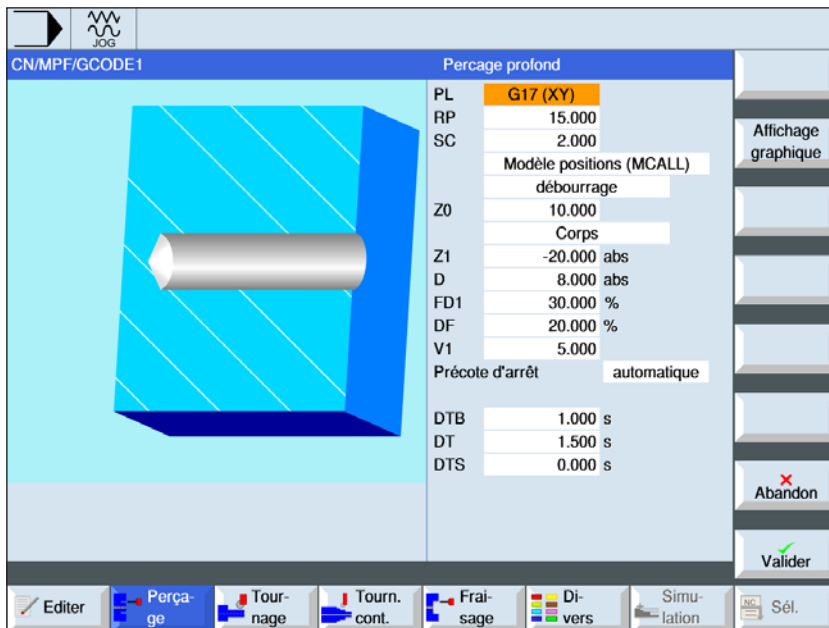 JOG
CN/MPF/GCODE1
Percage profond
PL G17 (XY)
RP 15.000
SC 2.000
Modèle positions (MCALL)
débourrage
Z0 10.000
Corps
Z1 -20.000 abs
D 8.000 abs
FD1 30.000 %
DF 20.000 %
V1 5.000
Précote d'arrêt automatique
DTB 1.000 s
DT 1.500 s
DTS 0.000 s
Affichage
graphique
Abandon
Valider
Editer
Perça-
ge
Tour-
nage
Tourn.
cont.
Frai-
sage
Di-
vers
Simu-
lation
NC
Sél.